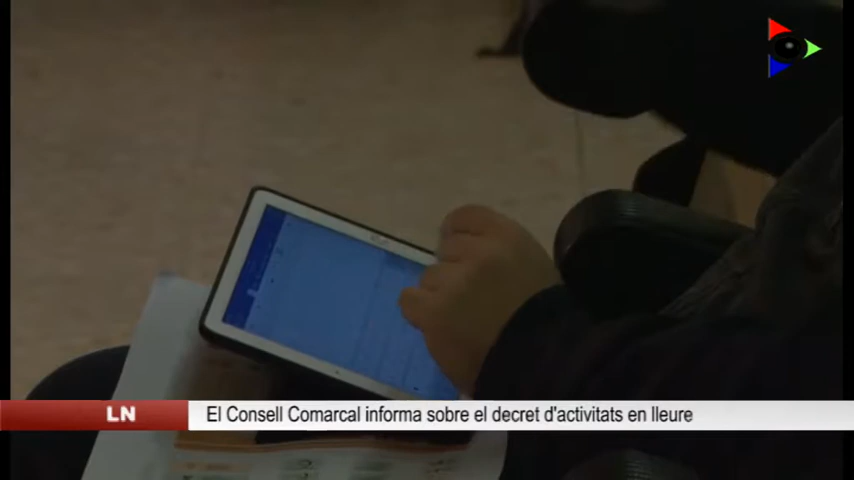 LN El Consell Comarcal informa sobre el decret d'activitats en lleure